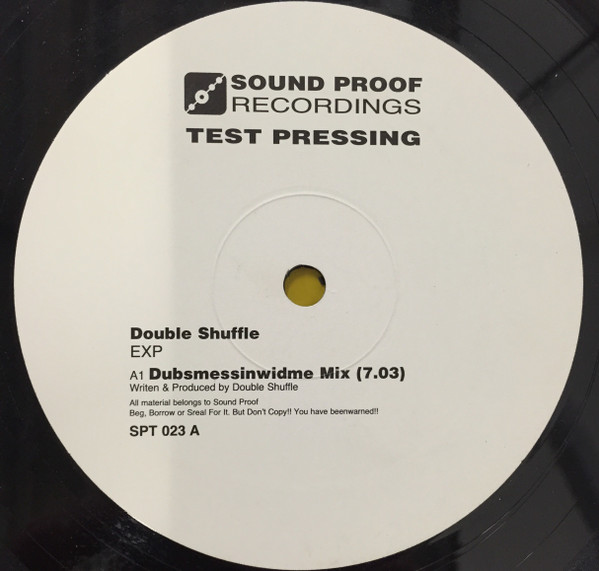 SOUND PROOF
RECORDINGS
TEST PRESSING
Double Shuffle
EXP
A1 Dubsmessinwidme Mix (7.03)
Writen & Produced by Double Shuffle
All material belongs to Sound Proof
Beg, Borrow or Sreal For It. But Don't Copy!! You have beenwarned!!
SPT 023 A